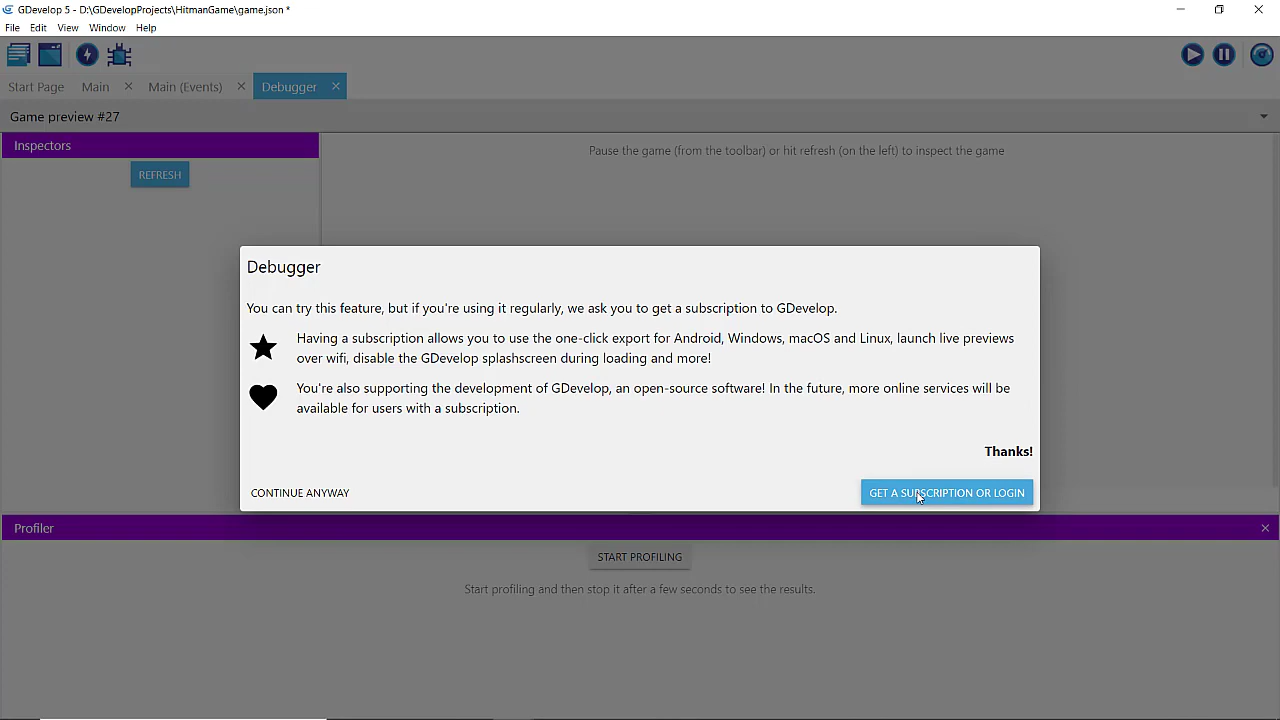 GDevelop 5 - D:\GDevelopProjects\HitmanGame\game.json *
File Edit View Window Help
Start Page Main Main (Events) Debugger
Game preview #27
Inspectors
REFRESH
Pause the game (from the toolbar) or hit refresh (on the left) to inspect the game
Debugger
You can try this feature, but if you're using it regularly, we ask you to get a subscription to GDevelop.
Having a subscription allows you to use the one-click export for Android, Windows, macOS and Linux, launch live previews
over wifi, disable the GDevelop splashscreen during loading and more!
You're also supporting the development of GDevelop, an open-source software! In the future, more online services will be
available for users with a subscription.
Thanks!
CONTINUE ANYWAY
GET A SUBSCRIPTION OR LOGIN
Profiler
START PROFILING
Start profiling and then stop it after a few seconds to see the results.